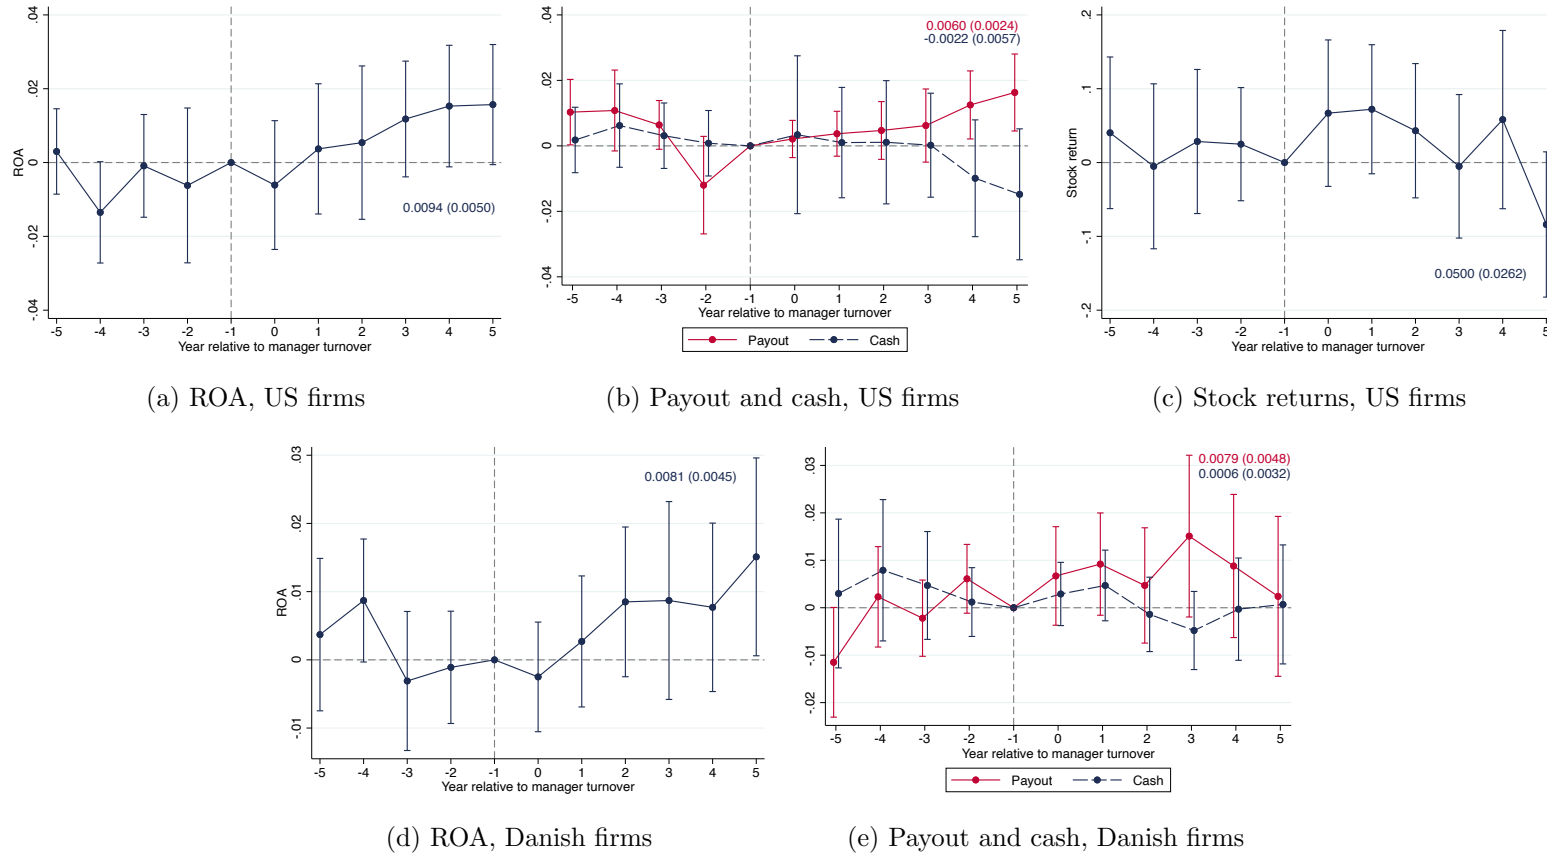 .04
.02
0
-.02
-.04
ROA
0.0094 (0.0050)
-5 -4 -3 -2 -1 0 1 2 3 4 5
Year relative to manager turnover
(a) ROA, US firms
.04
.02
0
-.02
-.04
0.0060 (0.0024)
-0.0022 (0.0057)
-5 -4 -3 -2 -1 0 1 2 3 4 5
Year relative to manager turnover
Payout Cash
(b) Payout and cash, US firms
.2
.1
0
-.1
-.2
Stock return
0.0500 (0.0262)
-5 -4 -3 -2 -1 0 1 2 3 4 5
Year relative to manager turnover
(c) Stock returns, US firms
.03
.02
.01
0
-.01
ROA
0.0081 (0.0045)
-5 -4 -3 -2 -1 0 1 2 3 4 5
Year relative to manager turnover
(d) ROA, Danish firms
.03
.02
.01
0
-.01
-.02
0.0079 (0.0048)
0.0006 (0.0032)
-5 -4 -3 -2 -1 0 1 2 3 4 5
Year relative to manager turnover
Payout Cash
(e) Payout and cash, Danish firms